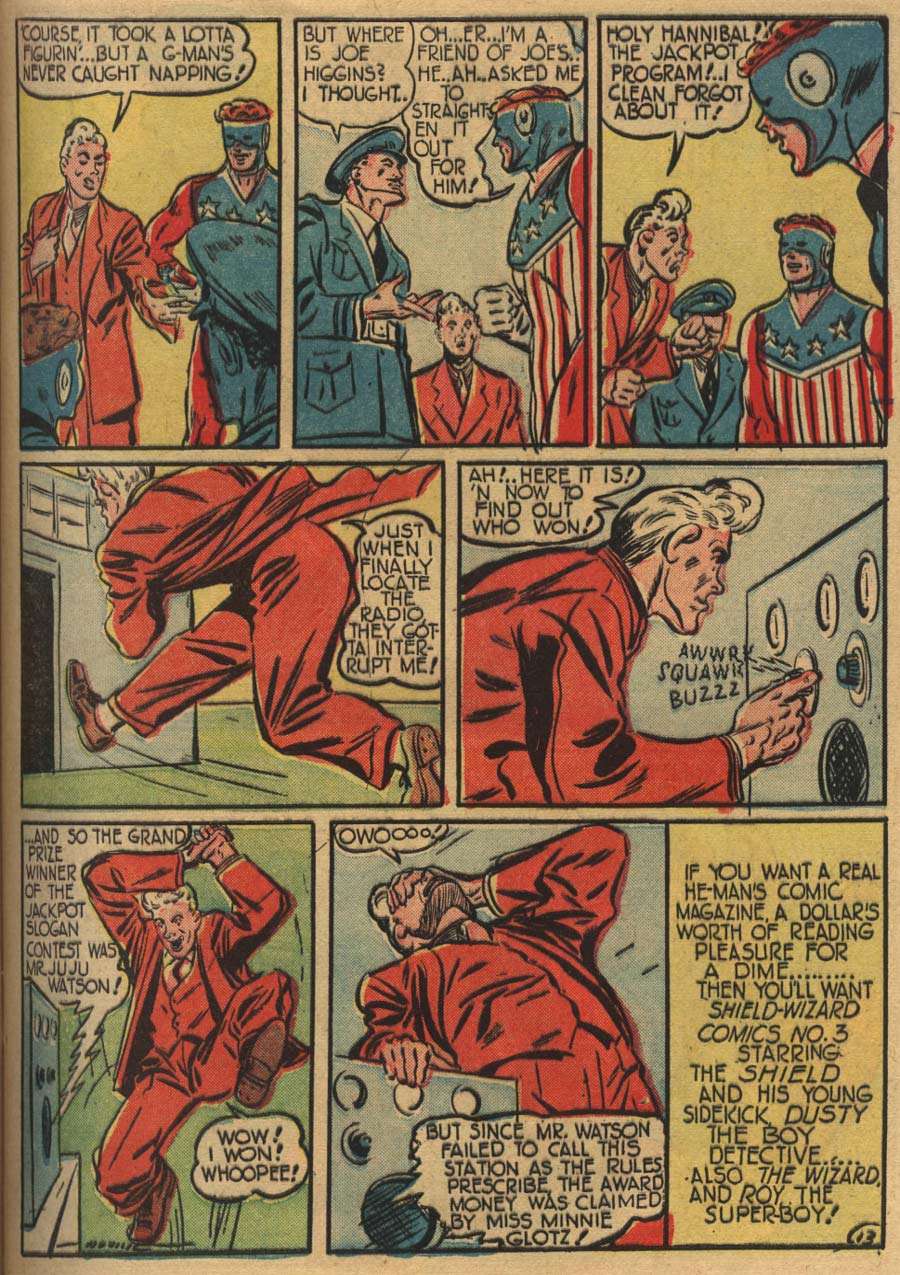 'COURSE, IT TOOK A LOTTA
FIGURIN'...BUT A G-MAN'S
NEVER CAUGHT NAPPING!
BUT WHERE
IS JOE
HIGGINS?
I THOUGHT..
OH...ER...I'M A
FRIEND OF JOE'S..
HE..AH..ASKED ME
TO
STRAIGHT-
EN IT
OUT
FOR
HIM!
HOLY HANNIBAL!
THE JACKPOT
PROGRAM!..I
CLEAN FORGOT
ABOUT IT!
JUST
WHEN I
FINALLY
LOCATE
THE
RADIO,
THEY GOT-
TA INTER-
RUPT ME!
AH!..HERE IT IS!
'N NOW TO
FIND OUT
WHO WON!
AWWRK
SQUAWK
BUZZZ
...AND SO THE GRAND
PRIZE
WINNER
OF THE
JACKPOT
SLOGAN
CONTEST WAS
MR. JUJU
WATSON!
WOW!
I WON!
WHOOPEE!
OWOOOO!
BUT SINCE MR. WATSON
FAILED TO CALL THIS
STATION AS THE RULES
PRESCRIBE, THE AWARD
MONEY WAS CLAIMED
BY MISS MINNIE
GLOTZ!
IF YOU WANT A REAL
HE-MAN'S COMIC
MAGAZINE, A DOLLAR'S
WORTH OF READING
PLEASURE FOR
A DIME.........
THEN YOU'LL WANT
SHIELD-WIZARD
COMICS NO. 3
STARRING
THE SHIELD
AND HIS YOUNG
SIDEKICK, DUSTY
THE BOY
DETECTIVE.....
ALSO THE WIZARD,
AND ROY, THE
SUPER-BOY!
13